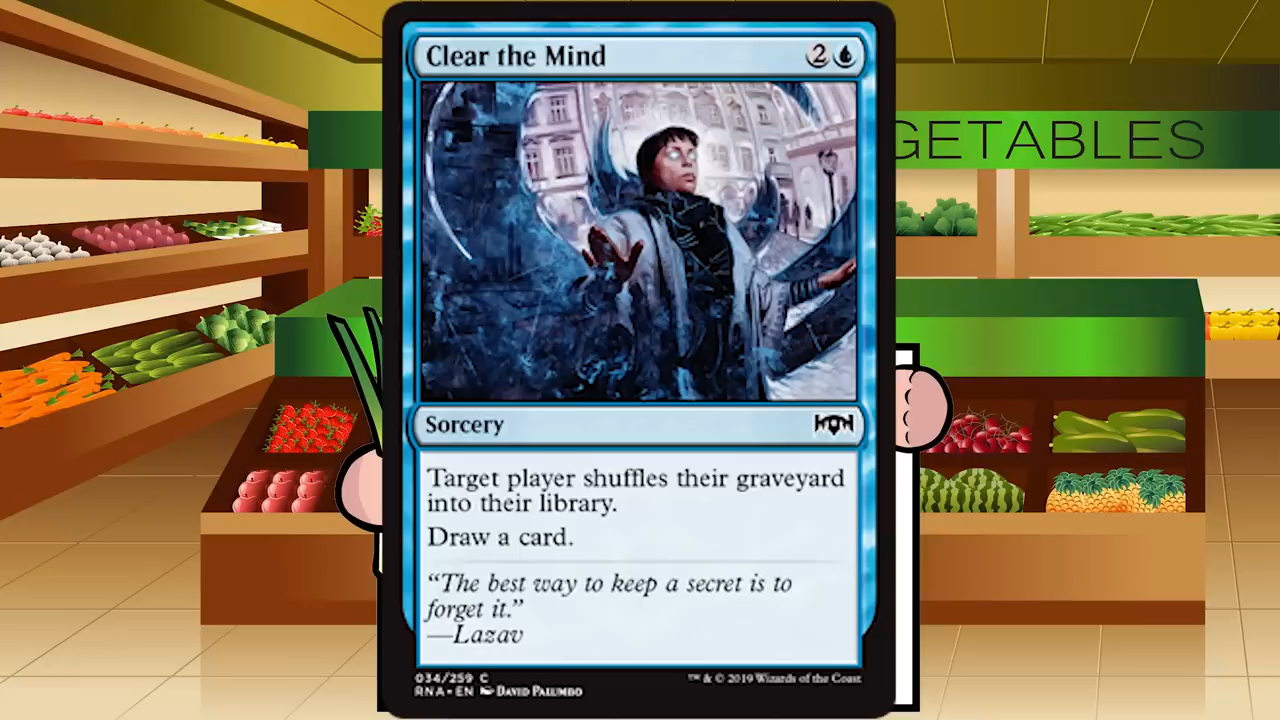 Clear the Mind 2
GETABLES
Sorcery
Target player shuffles their graveyard
into their library.
Draw a card.
“The best way to keep a secret is to
forget it.”
—Lazav
034/259 C
RNA • EN David Palumbo
™ & © 2019 Wizards of the Coast